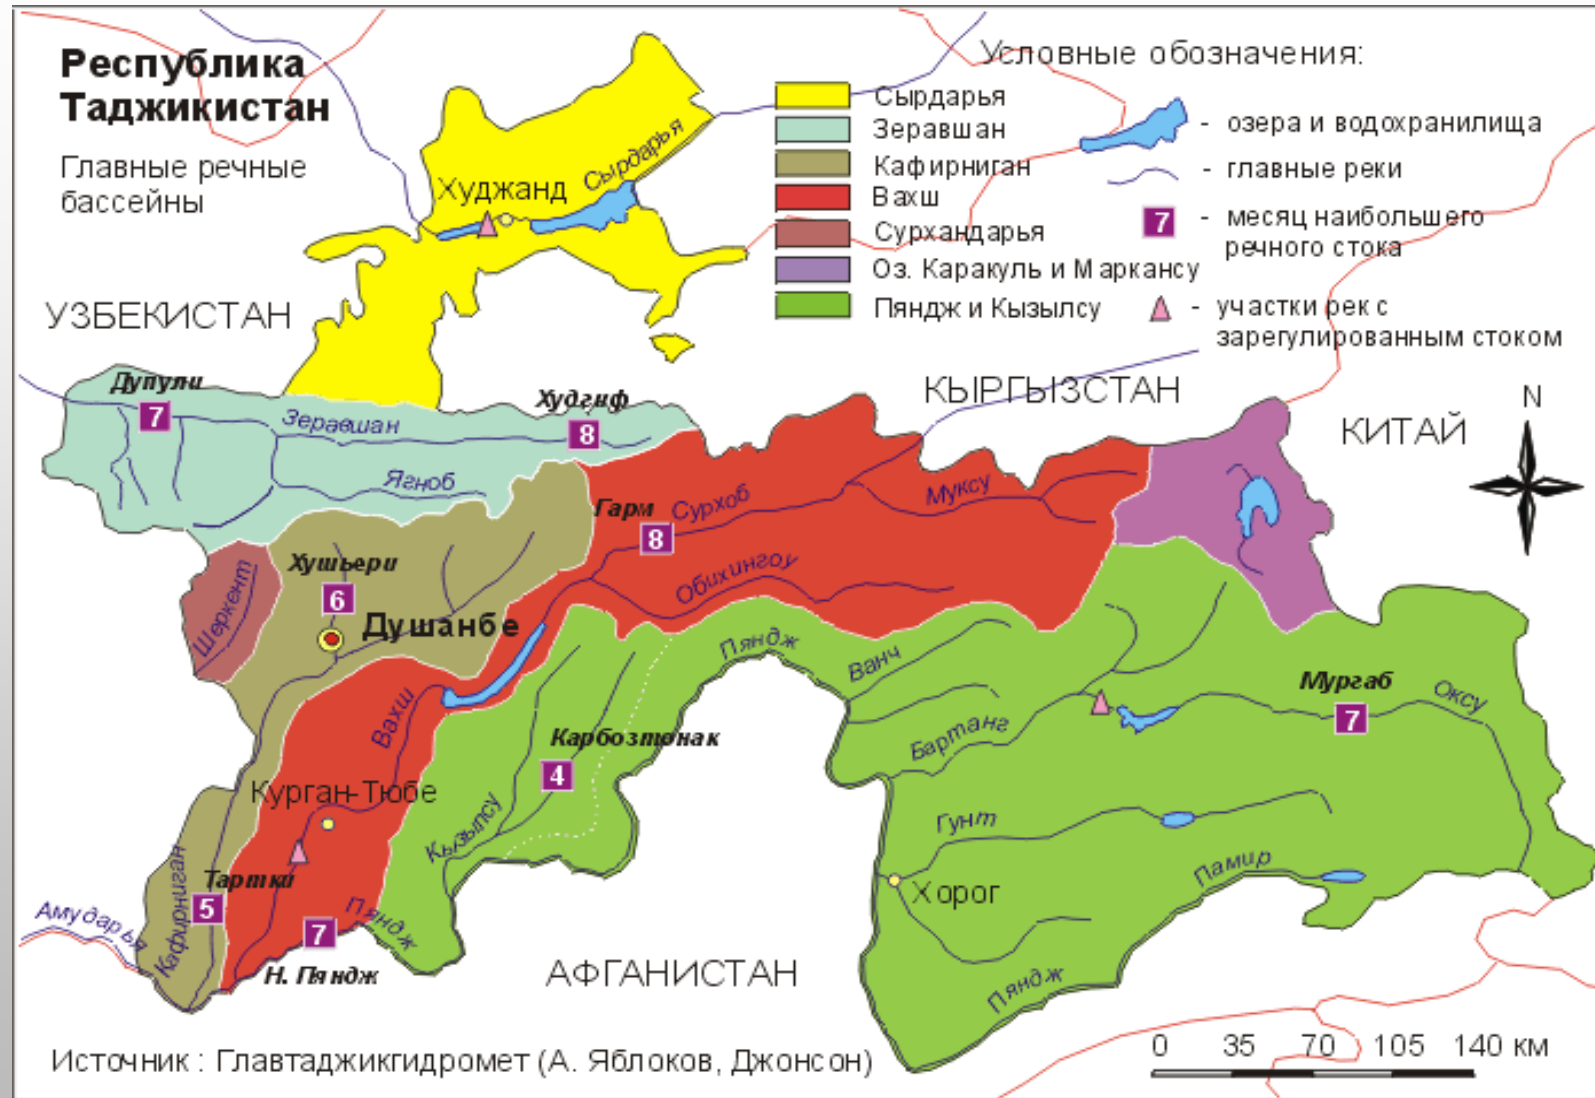 Республика
Таджикистан
Главные речные
бассейны
Условные обозначения:
Сырдарья
Зеравшан
Кафирниган
Вахш
Сурхандарья
Оз. Каракуль и Маркансу
Пяндж и Кызылсу
- озера и водохранилища
- главные реки
7 - месяц наибольшего
речного стока
- участки рек с
зарегулированным стоком
Худжанд
Сырдарья
УЗБЕКИСТАН
КЫРГЫЗСТАН
КИТАЙ
N
Дупули
7
Зеравшан
Худгиф
8
Ягноб
Гарм
8
Сурхоб
Муксу
Обихингоу
Хушьери
6
Шеркент
Душанбе
Пяндж
Ванч
Вахш
Бартанг
Мургаб
7
Оксу
Карбозтонак
4
Курган-Тюбе
Кызылсу
Гунт
Памир
Хорог
Тартки
5
Кафирниган
Амударья
Пяндж
7
Н. Пяндж
АФГАНИСТАН
Пяндж
Источник : Главтаджикгидромет (А. Яблоков, Джонсон)
0 35 70 105 140 км